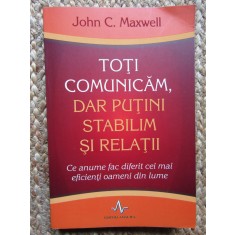 John C. Maxwell
TOȚI
COMUNICĂM,
DAR PUȚINI
STABILIM
ȘI RELAȚII
Ce anume fac diferit cei mai
eficienți oameni din lume